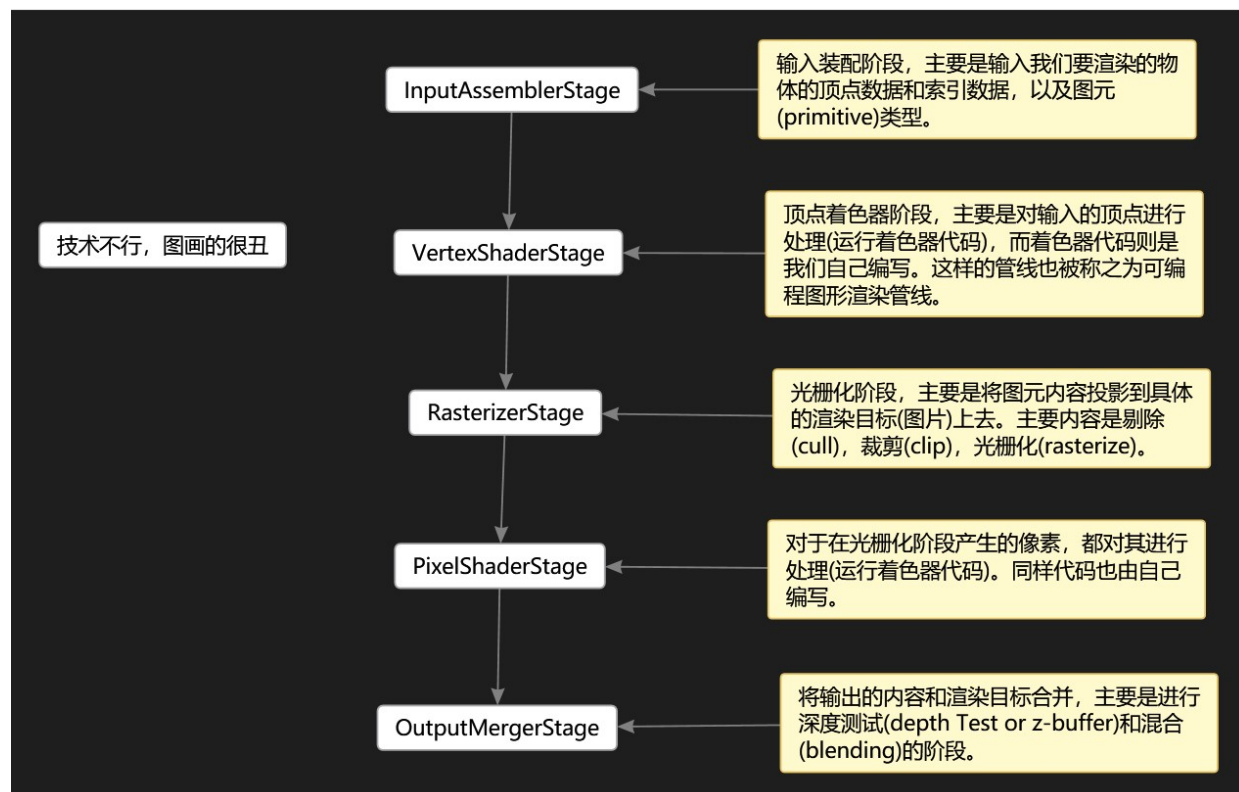 InputAssemblerStage
输入装配阶段，主要是输入我们要渲染的物
体的顶点数据和索引数据，以及图元
(primitive)类型。
技术不行，图画的很丑
VertexShaderStage
顶点着色器阶段，主要是对输入的顶点进行
处理(运行着色器代码)，而着色器代码则是
我们自己编写。这样的管线也被称之为可编
程图形渲染管线。
RasterizerStage
光栅化阶段，主要是将图元内容投影到具体
的渲染目标(图片)上去。主要内容是剔除
(cull)，裁剪(clip)，光栅化(rasterize)。
PixelShaderStage
对于在光栅化阶段产生的像素，都对其进行
处理(运行着色器代码)。同样代码也由自己
编写。
OutputMergerStage
将输出的内容和渲染目标合并，主要是进行
深度测试(depth Test or z-buffer)和混合
(blending)的阶段。